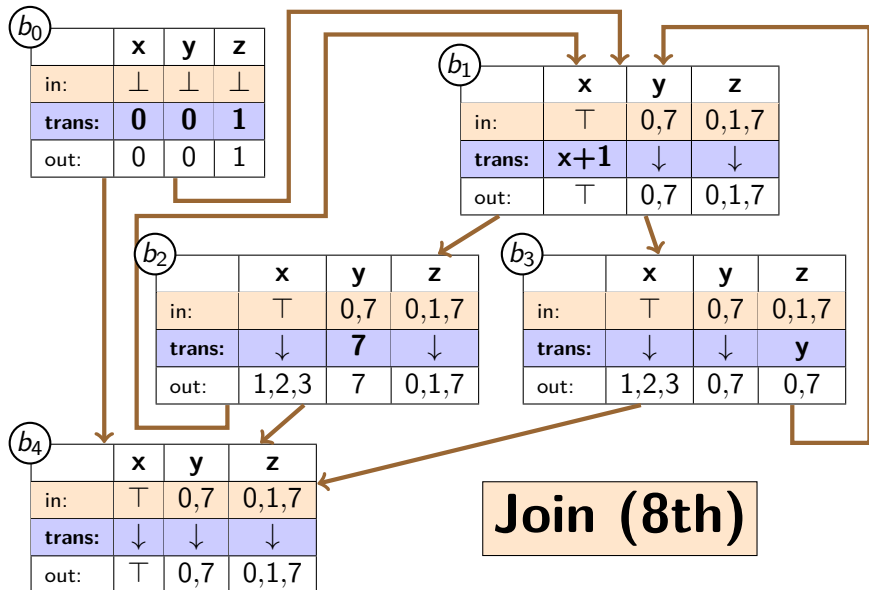 b0
x y z
in: ⊥ ⊥ ⊥
trans: 0 0 1
out: 0 0 1
b1
x y z
in: ⊤ 0,7 0,1,7
trans: x+1 ↓ ↓
out: ⊤ 0,7 0,1,7
b2
x y z
in: ⊤ 0,7 0,1,7
trans: ↓ 7 ↓
out: 1,2,3 7 0,1,7
b3
x y z
in: ⊤ 0,7 0,1,7
trans: ↓ ↓ y
out: 1,2,3 0,7 0,7
b4
x y z
in: ⊤ 0,7 0,1,7
trans: ↓ ↓ ↓
out: ⊤ 0,7 0,1,7
Join (8th)